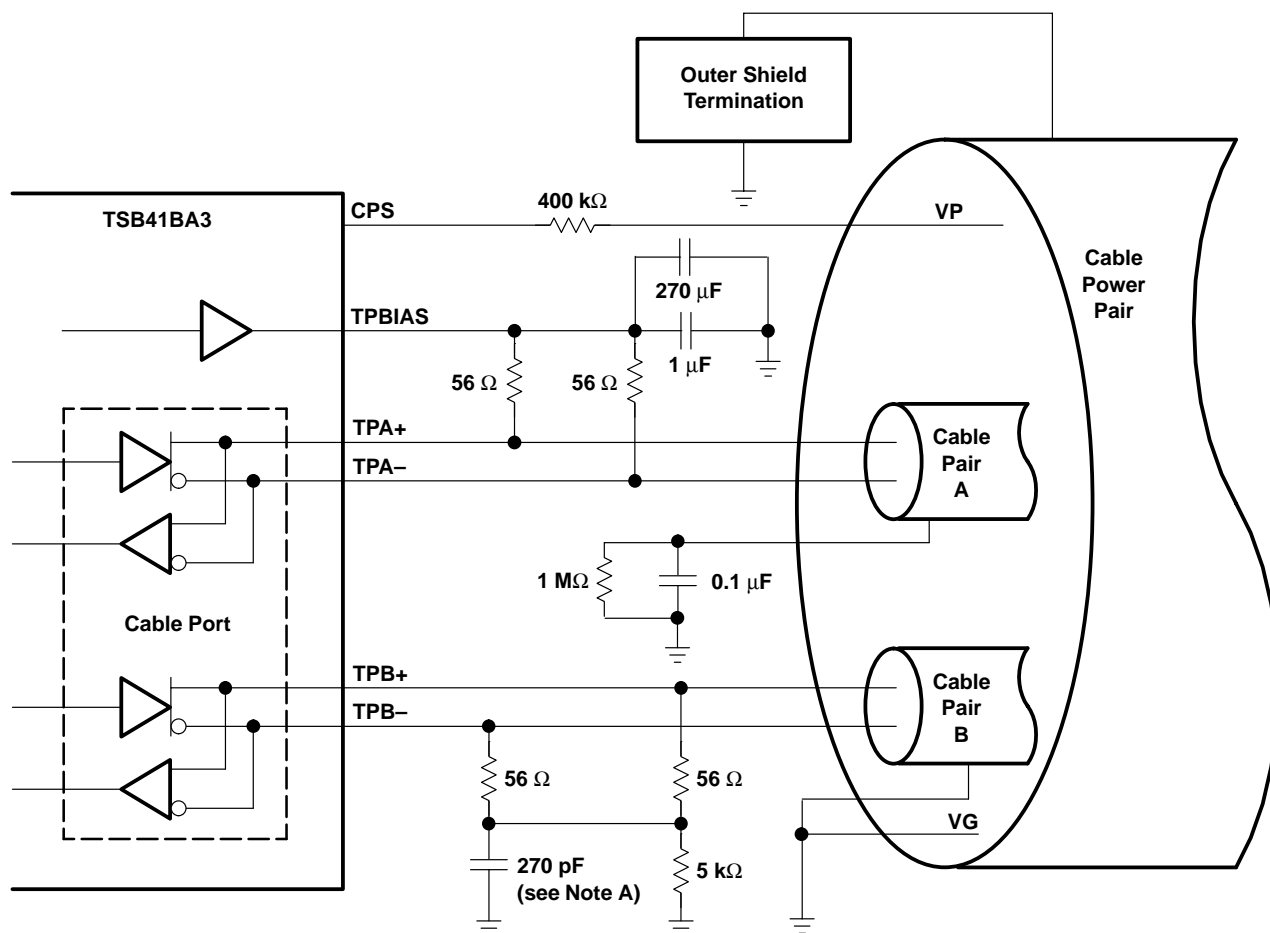 Outer Shield
Termination
TSB41BA3
CPS
400 kΩ
VP
Cable
Power
Pair
270 μF
TPBIAS
1 μF
56 Ω
56 Ω
TPA+
TPA–
Cable
Pair
A
1 MΩ
0.1 μF
Cable Port
TPB+
TPB–
Cable
Pair
B
56 Ω
56 Ω
VG
270 pF
(see Note A)
5 kΩ